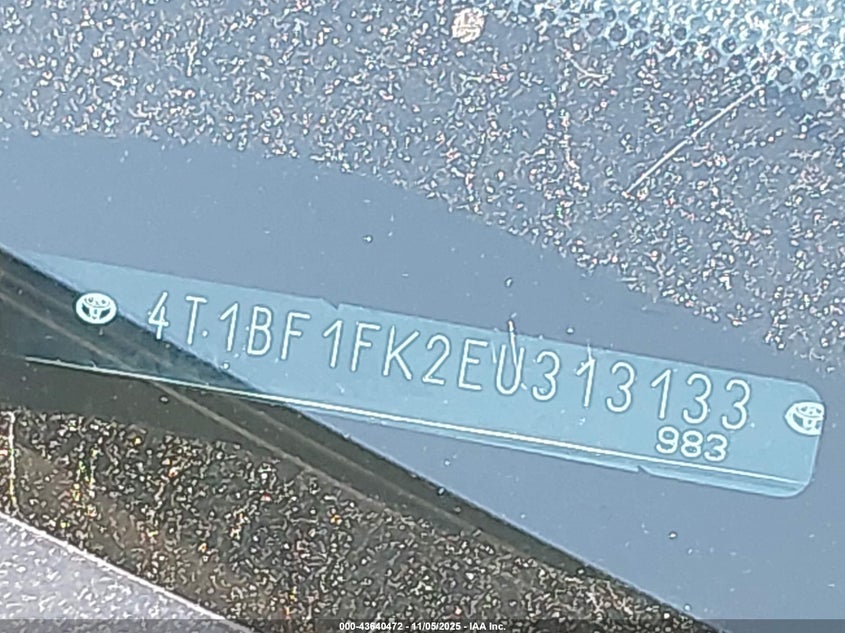 4T1BF1FK2EU313133
983
000-43640472 - 11/05/2025 - IAA Inc.